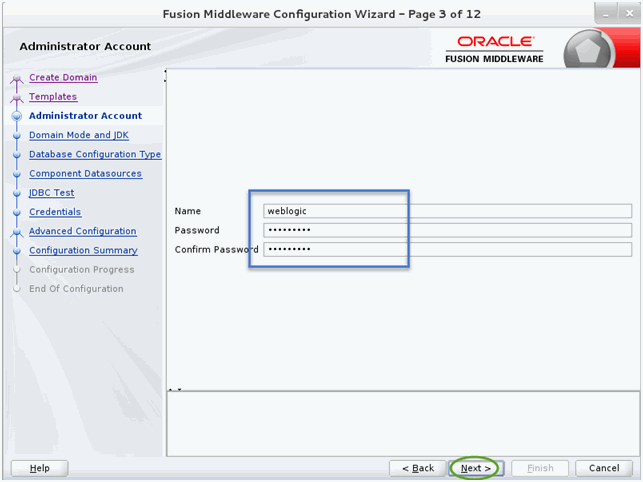 Fusion Middleware Configuration Wizard – Page 3 of 12
Administrator Account
ORACLE
FUSION MIDDLEWARE
Create Domain
Templates
Administrator Account
Domain Mode and JDK
Database Configuration Type
Component Datasources
JDBC Test
Credentials
Advanced Configuration
Configuration Summary
Configuration Progress
End Of Configuration
Name weblogic
Password •••••••••
Confirm Password •••••••••
Help < Back Next > Finish Cancel